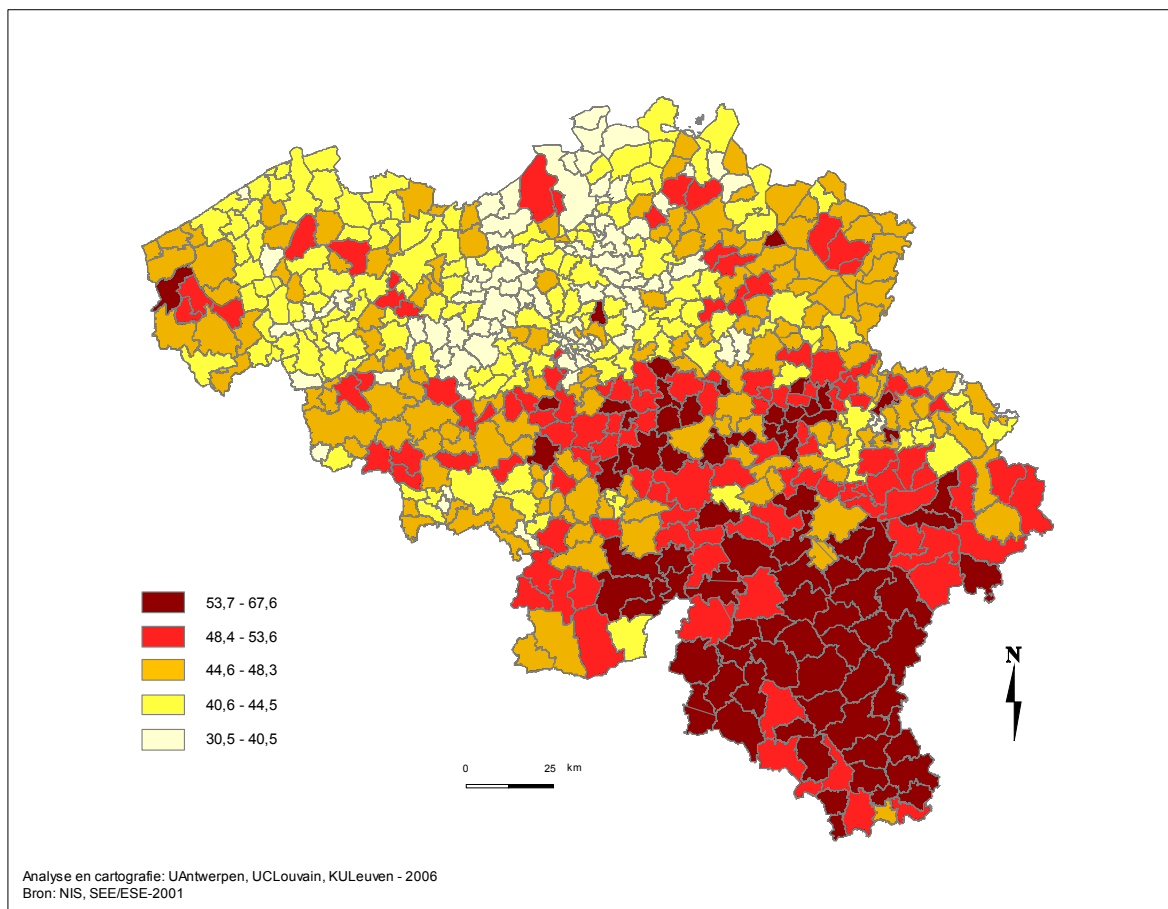 53,7 - 67,6
48,4 - 53,6
44,6 - 48,3
40,6 - 44,5
30,5 - 40,5
N
0 25 km
Analyse en cartografie: UAntwerpen, UCLouvain, KULeuven - 2006
Bron: NIS, SEE/ESE-2001